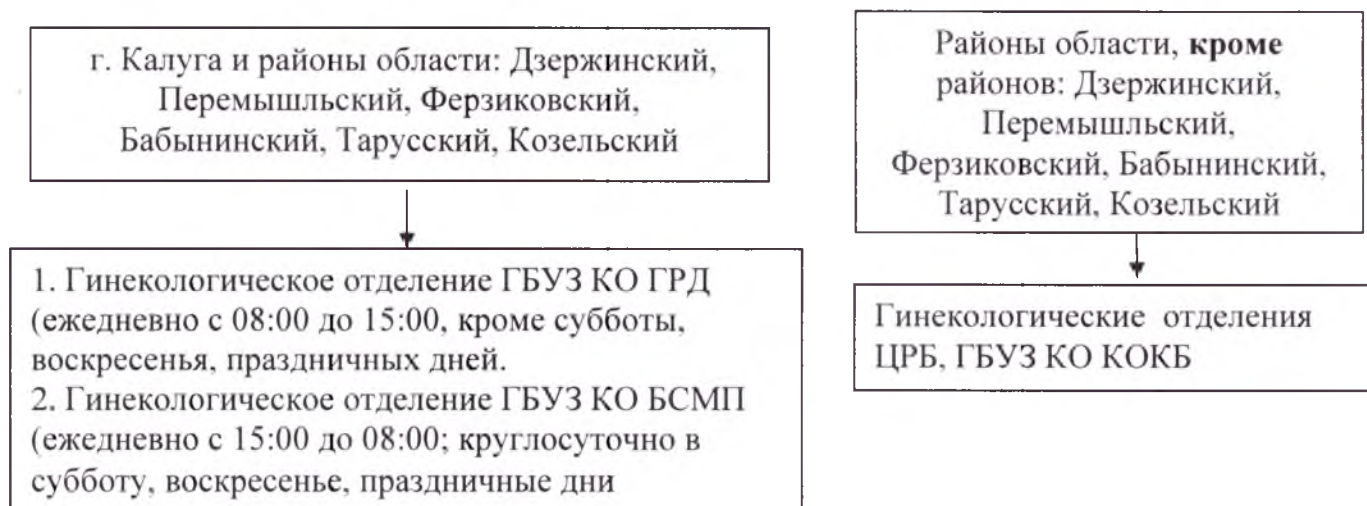 г. Калуга и районы области: Дзержинский,
Перемышльский, Ферзиковский,
Бабынинский, Тарусский, Козельский
1. Гинекологическое отделение ГБУЗ КО ГРД
(ежедневно с 08:00 до 15:00, кроме субботы,
воскресенья, праздничных дней.
2. Гинекологическое отделение ГБУЗ КО БСМП
(ежедневно с 15:00 до 08:00; круглосуточно в
субботу, воскресенье, праздничные дни
Районы области, кроме
районов: Дзержинский,
Перемышльский,
Ферзиковский, Бабынинский,
Тарусский, Козельский
Гинекологические отделения
ЦРБ, ГБУЗ КО КОКБ